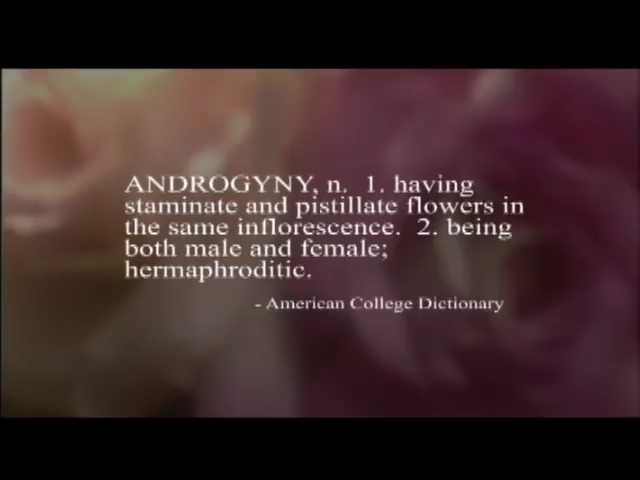 ANDROGYNY, n.  1. having
staminate and pistillate flowers in
the same inflorescence.  2. being
both male and female;
hermaphroditic.
- American College Dictionary